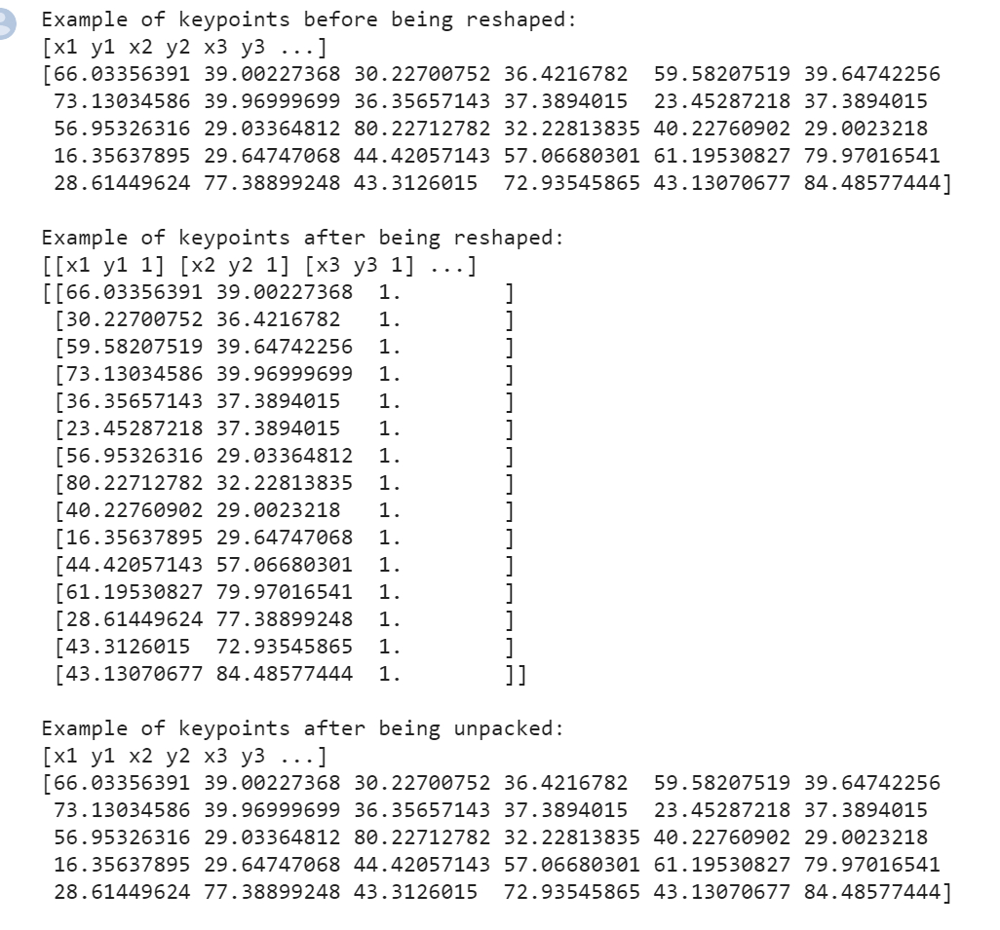 Example of keypoints before being reshaped:
[x1 y1 x2 y2 x3 y3 ...]
[66.03356391 39.00227368 30.22700752 36.4216782  59.58207519 39.64742256
 73.13034586 39.96999699 36.35657143 37.3894015  23.45287218 37.3894015
 56.95326316 29.03364812 80.22712782 32.22813835 40.22760902 29.0023218
 16.35637895 29.64747068 44.42057143 57.06680301 61.19530827 79.97016541
 28.61449624 77.38899248 43.3126015  72.93545865 43.13070677 84.48577444]

Example of keypoints after being reshaped:
[[x1 y1 1] [x2 y2 1] [x3 y3 1] ...]
[[66.03356391 39.00227368  1.        ]
 [30.22700752 36.4216782   1.        ]
 [59.58207519 39.64742256  1.        ]
 [73.13034586 39.96999699  1.        ]
 [36.35657143 37.3894015   1.        ]
 [23.45287218 37.3894015   1.        ]
 [56.95326316 29.03364812  1.        ]
 [80.22712782 32.22813835  1.        ]
 [40.22760902 29.0023218   1.        ]
 [16.35637895 29.64747068  1.        ]
 [44.42057143 57.06680301  1.        ]
 [61.19530827 79.97016541  1.        ]
 [28.61449624 77.38899248  1.        ]
 [43.3126015  72.93545865  1.        ]
 [43.13070677 84.48577444  1.        ]]

Example of keypoints after being unpacked:
[x1 y1 x2 y2 x3 y3 ...]
[66.03356391 39.00227368 30.22700752 36.4216782  59.58207519 39.64742256
 73.13034586 39.96999699 36.35657143 37.3894015  23.45287218 37.3894015
 56.95326316 29.03364812 80.22712782 32.22813835 40.22760902 29.0023218
 16.35637895 29.64747068 44.42057143 57.06680301 61.19530827 79.97016541
 28.61449624 77.38899248 43.3126015  72.93545865 43.13070677 84.48577444]